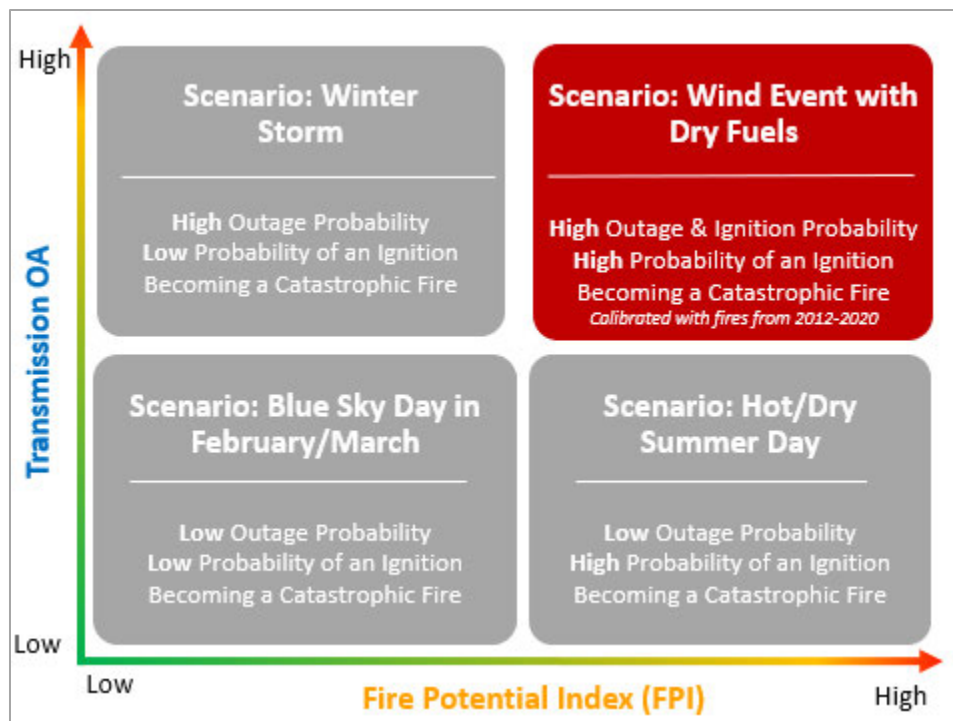 High
Scenario: Winter
Storm
High Outage Probability
Low Probability of an Ignition
Becoming a Catastrophic Fire
Scenario: Wind Event with
Dry Fuels
High Outage & Ignition Probability
High Probability of an Ignition
Becoming a Catastrophic Fire
Calibrated with fires from 2012-2020
Transmission OA
Scenario: Blue Sky Day in
February/March
Low Outage Probability
Low Probability of an Ignition
Becoming a Catastrophic Fire
Scenario: Hot/Dry
Summer Day
Low Outage Probability
High Probability of an Ignition
Becoming a Catastrophic Fire
Low
Low
Fire Potential Index (FPI)
High